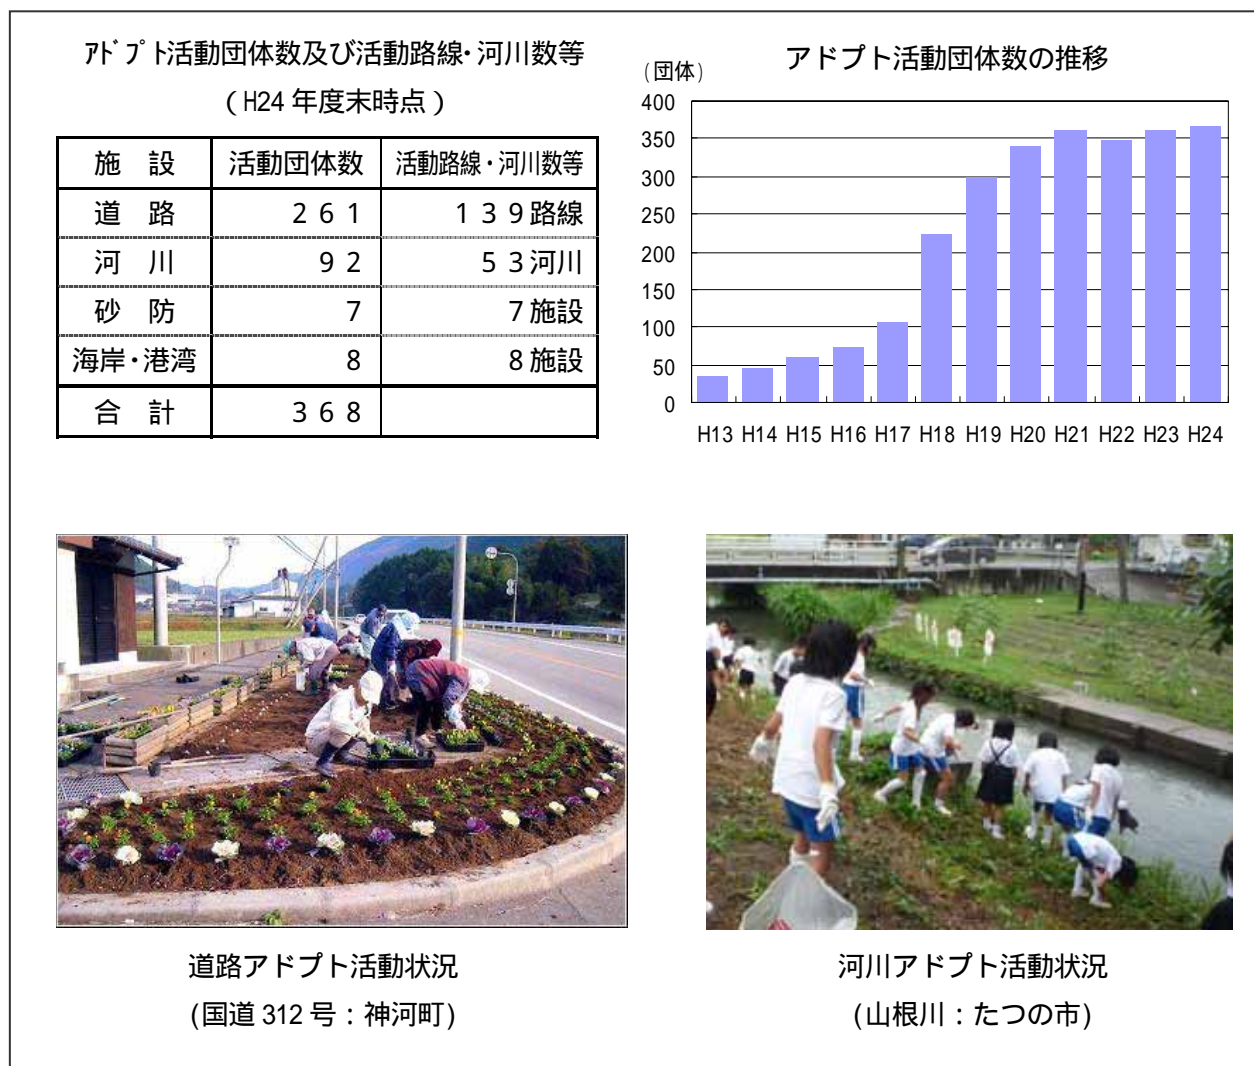 アドプト活動団体数及び活動路線・河川数等
（H24 年度末時点）
施 設 活動団体数 活動路線・河川数等
道 路 ２６１ １３９路線
河 川 ９２ ５３河川
砂 防 ７ ７施設
海岸・港湾 ８ ８施設
合 計 ３６８
アドプト活動団体数の推移
(団体)
400
350
300
250
200
150
100
50
0
H13 H14 H15 H16 H17 H18 H19 H20 H21 H22 H23 H24
道路アドプト活動状況
(国道 312 号：神河町)
河川アドプト活動状況
(山根川：たつの市)